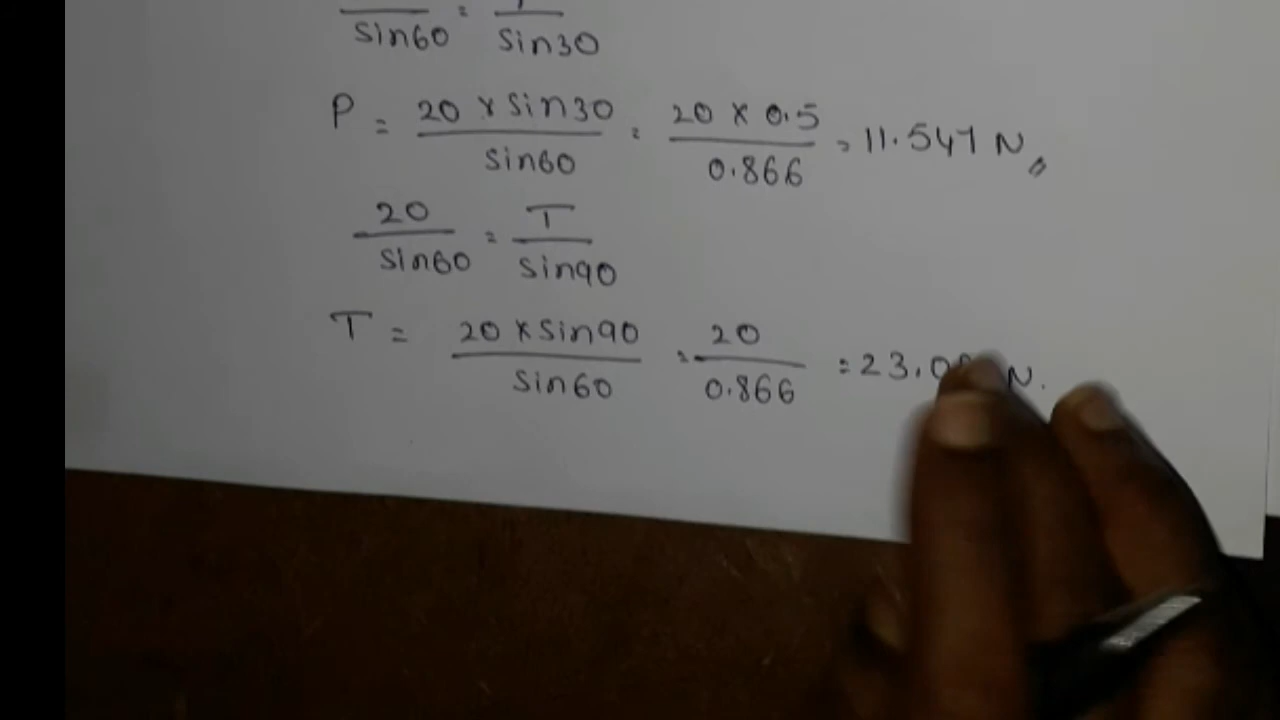 sin60 = sin30
P = 20 × sin30 / sin60 = 20 × 0.5 / 0.866 = 11.547 N
20 / sin60 = T / sin90
T = 20 × sin90 / sin60 = 20 / 0.866 = 23.0 N.